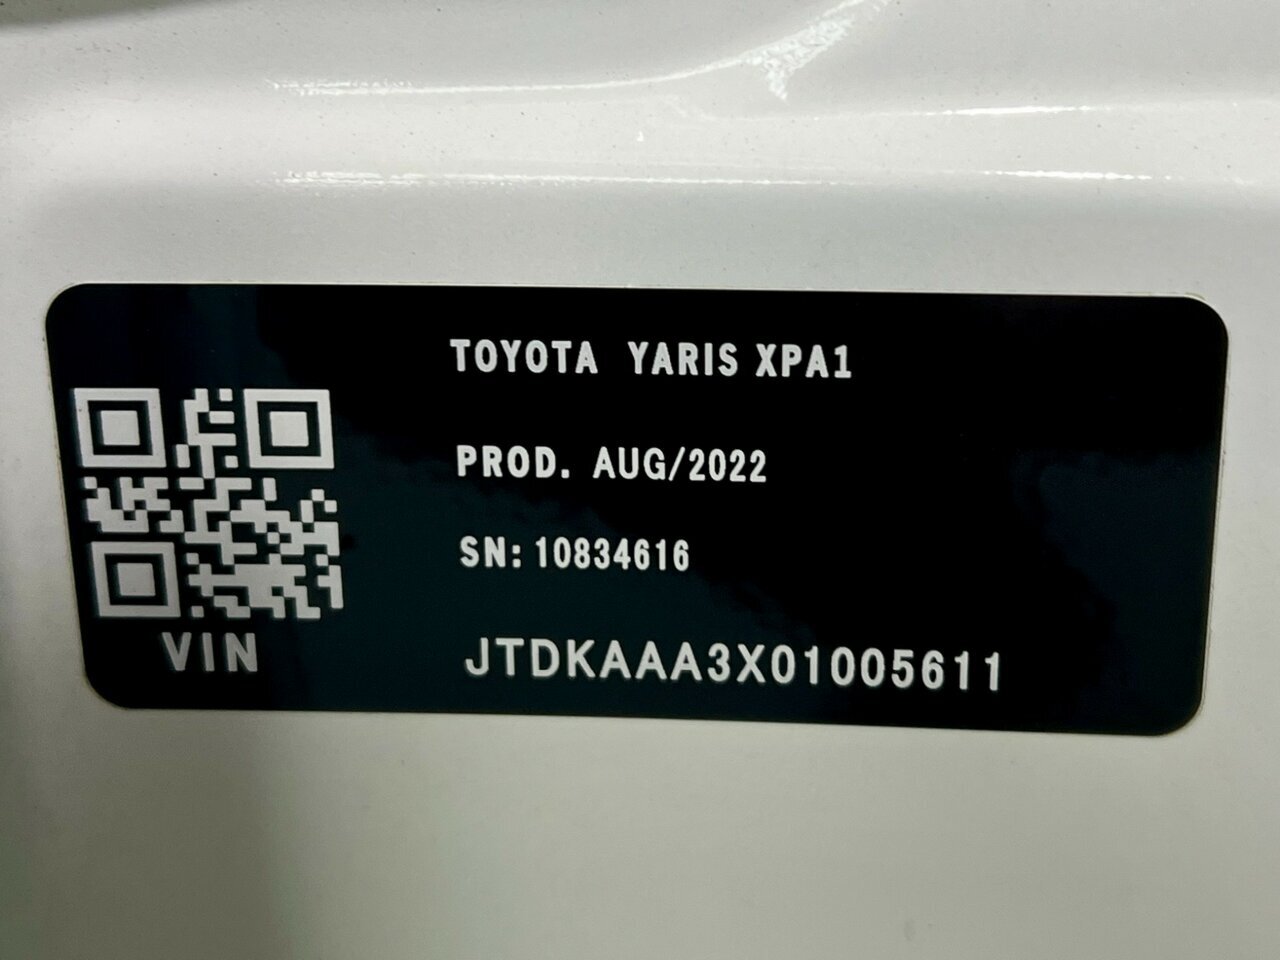 TOYOTA YARIS XPA1
PROD. AUG/2022
SN: 10834616
VIN
JTDKAAA3X01005611